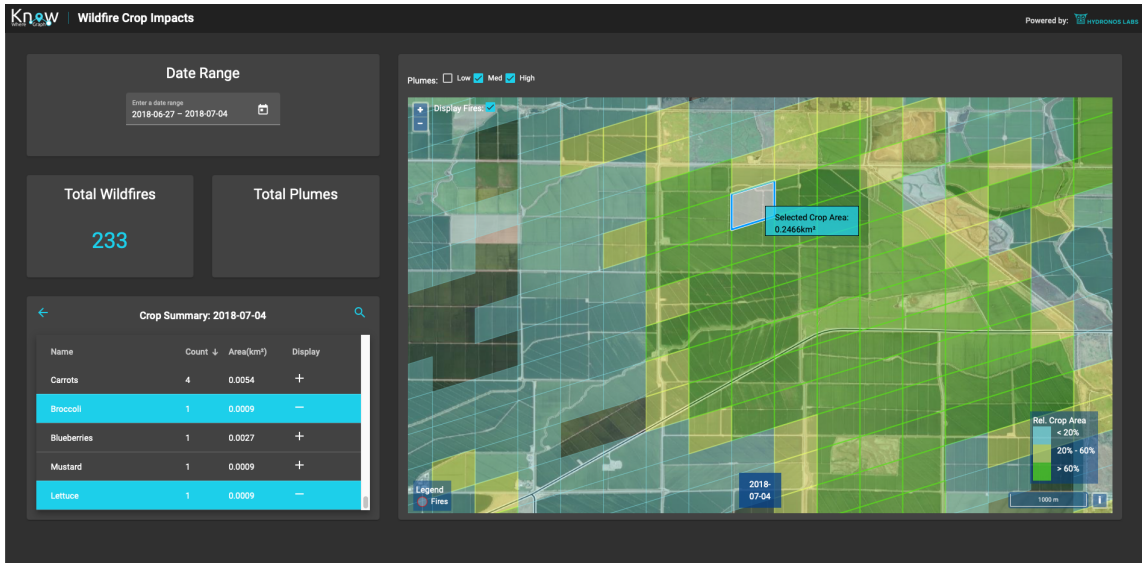 KnowWhere Graph
Wildfire Crop Impacts
Powered by: HYDRONOS LABS
Date Range
Enter a date range
2018-06-27 – 2018-07-04
Total Wildfires
233
Total Plumes
Crop Summary: 2018-07-04
Name Count ↓ Area(km²) Display
Carrots 4 0.0054 +
Broccoli 1 0.0009 −
Blueberries 1 0.0027 +
Mustard 1 0.0009 +
Lettuce 1 0.0009 −
Plumes: Low Med High
+ Display Fires:
−
Selected Crop Area:
0.2466km²
Rel. Crop Area
< 20%
20% - 60%
> 60%
Legend
Fires
2018-
07-04
1000 m
i